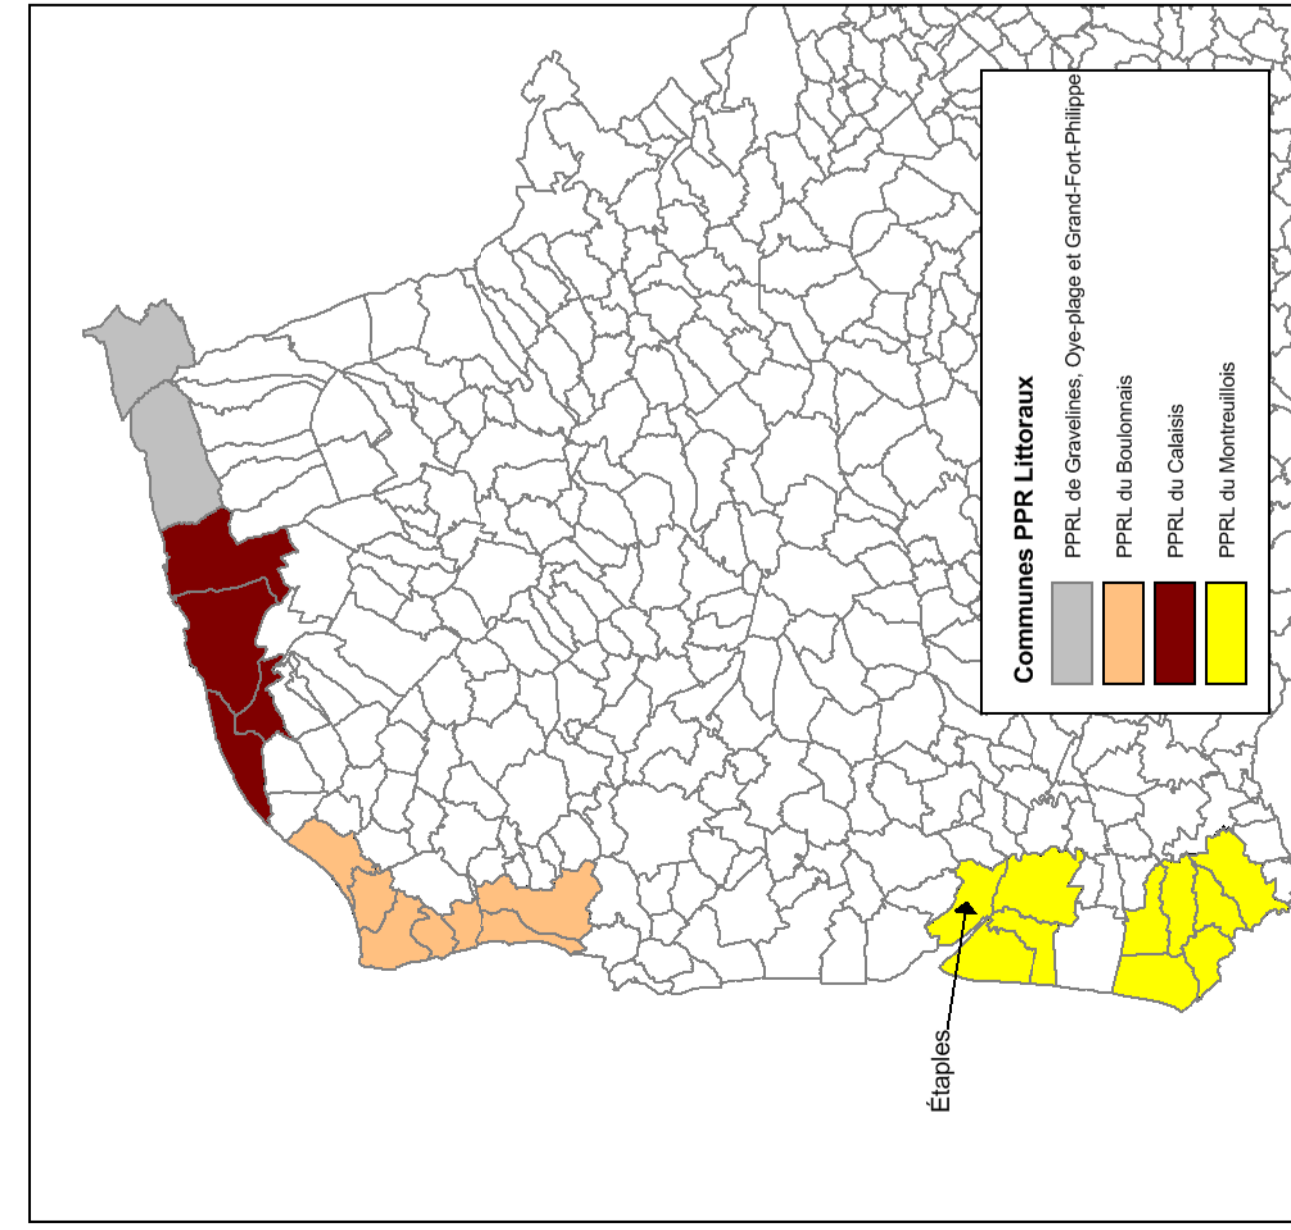 Étaples
Communes PPR Littoraux
PPRL de Gravelines, Oye-plage et Grand-Fort-Philippe
PPRL du Boulonnais
PPRL du Calaisis
PPRL du Montreuillois